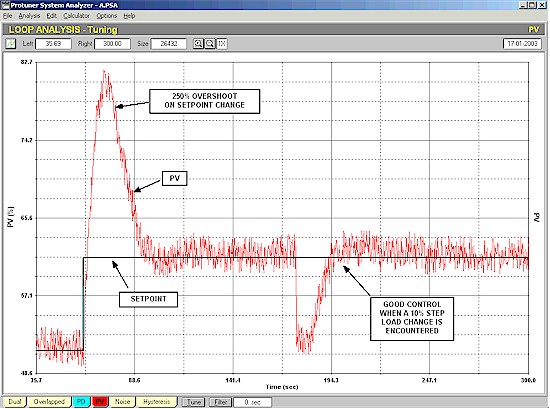 Protuner System Analyzer - A.PSA
File Analysis Edit Calculator Options Help
LOOP ANALYSIS - Tuning PV
Left 35.69 Right 300.00 Size 26432 1X 17-01-2003
82.7
250% OVERSHOOT
ON SETPOINT CHANGE
74.2
PV
65.6
PV [%]
PV
SETPOINT
57.1
GOOD CONTROL
WHEN A 10% STEP
LOAD CHANGE IS
ENCOUNTERED
48.6
35.7 88.6 141.4 194.3 247.1 300.0
Time (sec)
Dual Overlapped PD PV Noise Hysteresis Tune Filter 0. sec